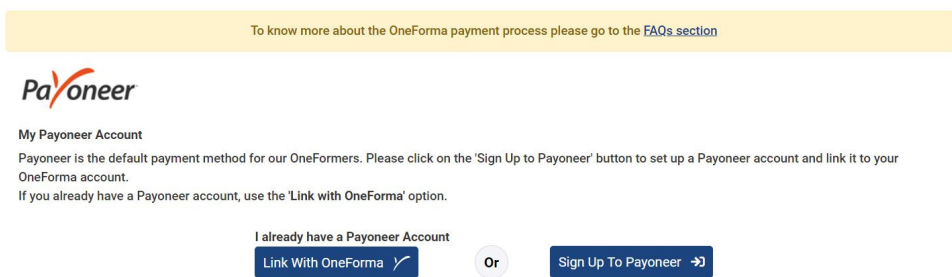 To know more about the OneForma payment process please go to the FAQs section
Payoneer
My Payoneer Account
Payoneer is the default payment method for our OneFormers. Please click on the 'Sign Up to Payoneer' button to set up a Payoneer account and link it to your
OneForma account.
If you already have a Payoneer account, use the 'Link with OneForma' option.
I already have a Payoneer Account
Link With OneForma
Or
Sign Up To Payoneer